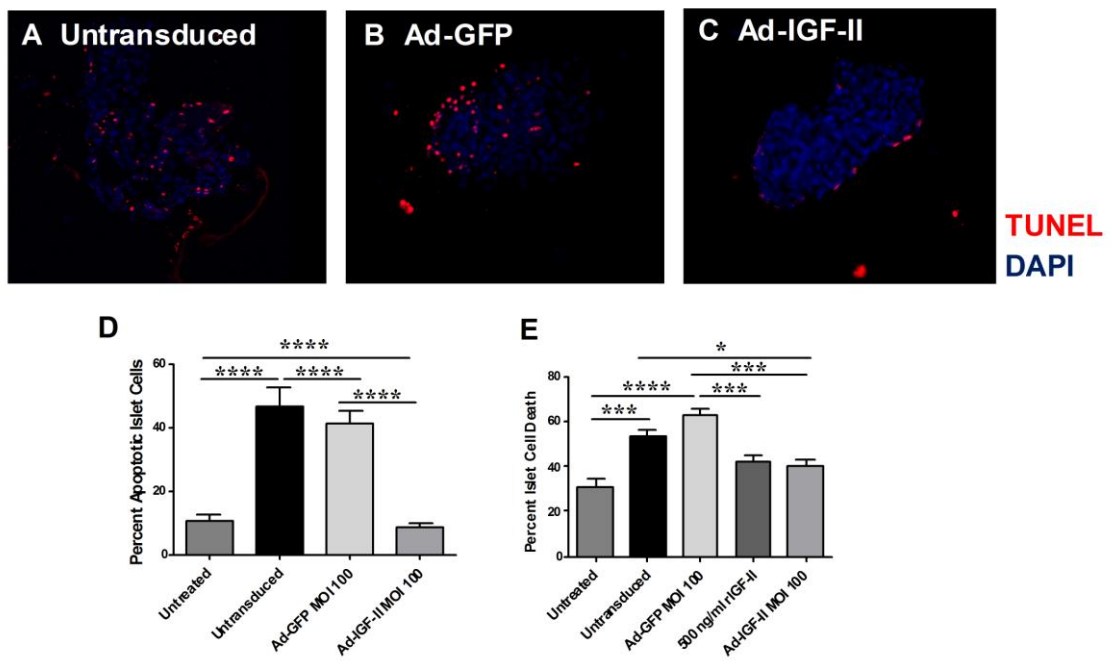 A Untransduced
B Ad-GFP
C Ad-IGF-II
TUNEL
DAPI
D
Percent Apoptotic Islet Cells
60
40
20
0
****
**** ****
****
Untreated
Untransduced
Ad-GFP MOI 100
Ad-IGF-II MOI 100
E
Percent Islet Cell Death
80
60
40
20
0
*
***
**** ***
***
Untreated
Untransduced
Ad-GFP MOI 100
500 ng/ml rIGF-II
Ad-IGF-II MOI 100